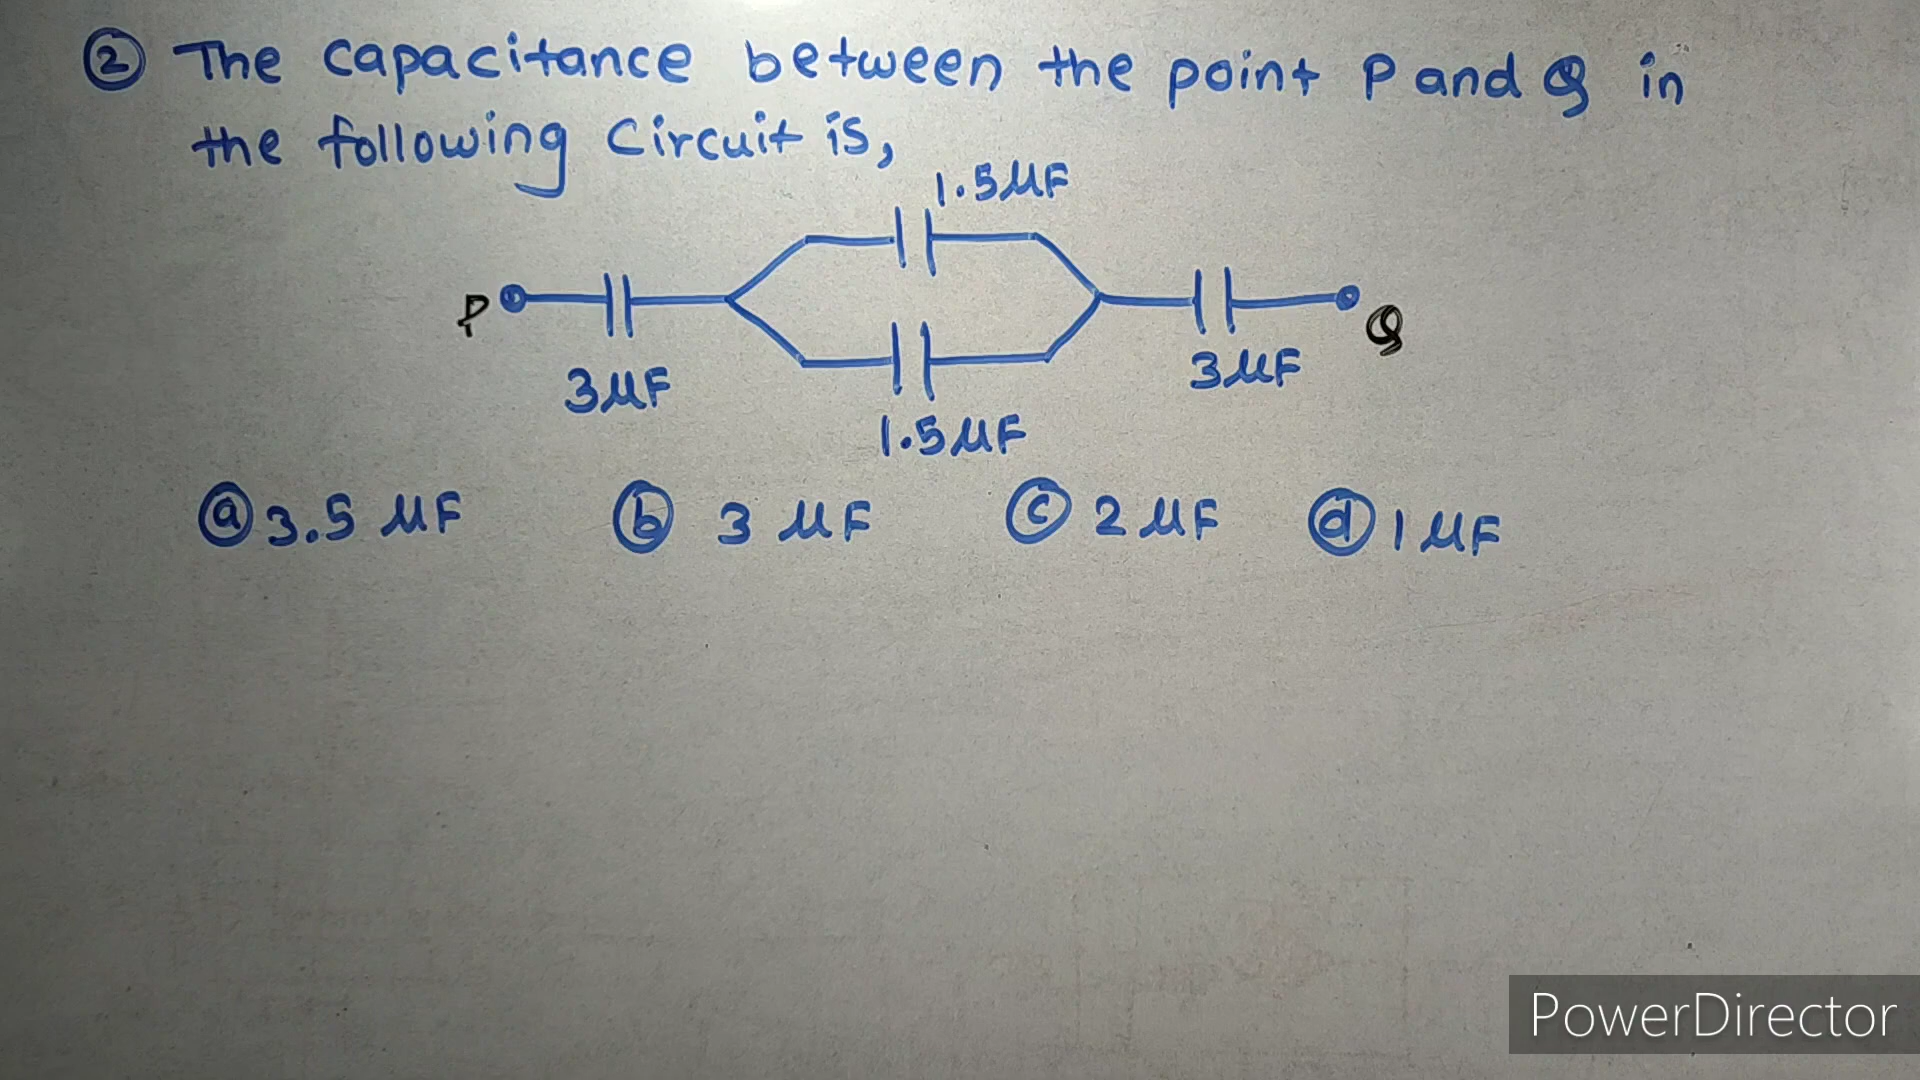 ② The capacitance between the point P and Q in
the following Circuit is,
1.5μF
P
Q
3μF
3μF
1.5μF
ⓐ 3.5 μF ⓑ 3 μF ⓒ 2 μF ⓓ 1 μF
PowerDirector